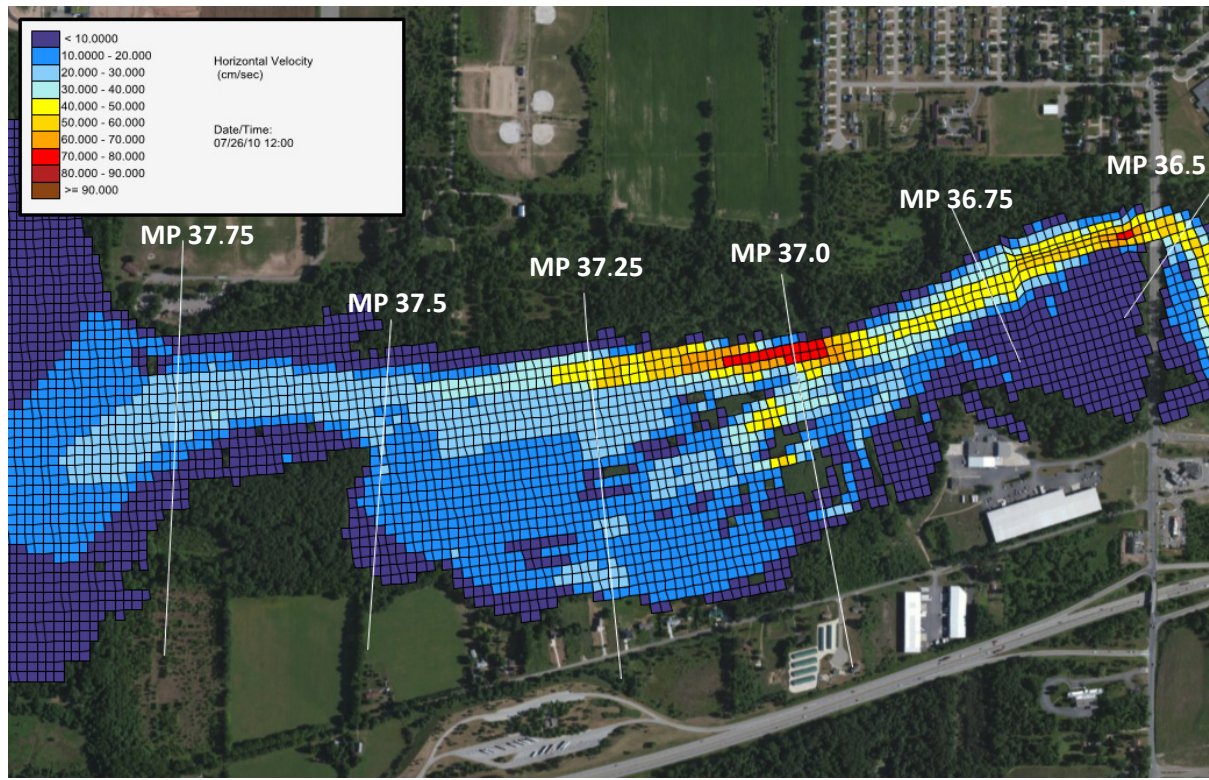 < 10.0000
10.0000 - 20.000
20.000 - 30.000
30.000 - 40.000
40.000 - 50.000
50.000 - 60.000
60.000 - 70.000
70.000 - 80.000
80.000 - 90.000
>= 90.000
Horizontal Velocity
(cm/sec)
Date/Time:
07/26/10 12:00
MP 36.5
MP 36.75
MP 37.0
MP 37.25
MP 37.5
MP 37.75